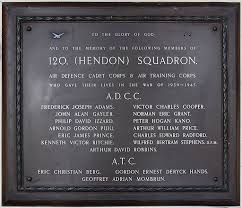 TO THE GLORY OF GOD
AND TO THE MEMORY OF THE FOLLOWING MEMBERS OF
120. (HENDON) SQUADRON.
AIR DEFENCE CADET CORPS & AIR TRAINING CORPS
WHO GAVE THEIR LIVES IN THE WAR OF 1939-1945.
A.D.C.C.
FREDERICK JOSEPH ADAMS. VICTOR CHARLES COOPER.
JOHN ALAN GAYLER. NORMAN ERIC GRANT.
PHILIP DAVID IZZARD. PETER HOGAN KANO.
ARNOLD GORDON PUHL. ARTHUR WILLIAM PRICE.
ERIC JAMES PRINCE. CHARLES EDWARD RADFORD.
KENNETH VICTOR RITCHIE. WILFRED BERTRAM STEPHENS.
ARTHUR DAVID ROBBINS.
A.T.C.
ERIC CHRISTIAN BERG. GORDON ERNEST DERYCK HANDS.
GEOFFREY ADRIAN MOMBRUN.